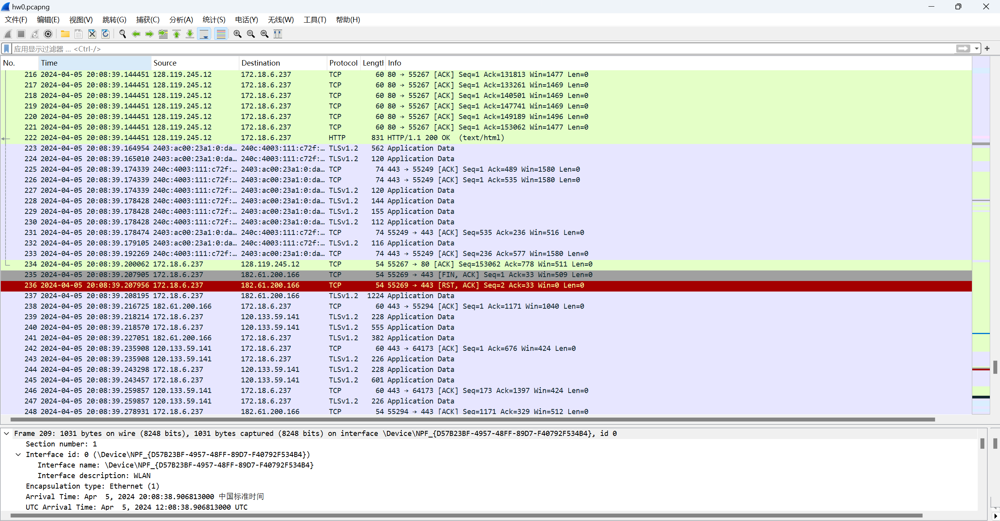 hw0.pcapng
文件(F) 编辑(E) 视图(V) 跳转(G) 捕获(C) 分析(A) 统计(S) 电话(Y) 无线(W) 工具(T) 帮助(H)
应用显示过滤器 … <Ctrl-/>
No. Time Source Destination Protocol Length Info
216 2024-04-05 20:08:39.144451 128.119.245.12 172.18.6.237 TCP 60 80 → 55267 [ACK] Seq=1 Ack=131813 Win=1477 Len=0
217 2024-04-05 20:08:39.144451 128.119.245.12 172.18.6.237 TCP 60 80 → 55267 [ACK] Seq=1 Ack=133261 Win=1469 Len=0
218 2024-04-05 20:08:39.144451 128.119.245.12 172.18.6.237 TCP 60 80 → 55267 [ACK] Seq=1 Ack=140501 Win=1469 Len=0
219 2024-04-05 20:08:39.144451 128.119.245.12 172.18.6.237 TCP 60 80 → 55267 [ACK] Seq=1 Ack=147741 Win=1469 Len=0
220 2024-04-05 20:08:39.144451 128.119.245.12 172.18.6.237 TCP 60 80 → 55267 [ACK] Seq=1 Ack=149189 Win=1496 Len=0
221 2024-04-05 20:08:39.144451 128.119.245.12 172.18.6.237 TCP 60 80 → 55267 [ACK] Seq=1 Ack=153062 Win=1477 Len=0
222 2024-04-05 20:08:39.144451 128.119.245.12 172.18.6.237 HTTP 831 HTTP/1.1 200 OK (text/html)
223 2024-04-05 20:08:39.164954 2403:ac00:23a1:0:da… 240c:4003:111:c72f:… TLSv1.2 562 Application Data
224 2024-04-05 20:08:39.165010 2403:ac00:23a1:0:da… 240c:4003:111:c72f:… TLSv1.2 120 Application Data
225 2024-04-05 20:08:39.174339 240c:4003:111:c72f:… 2403:ac00:23a1:0:da… TCP 74 443 → 55249 [ACK] Seq=1 Ack=489 Win=1580 Len=0
226 2024-04-05 20:08:39.174339 240c:4003:111:c72f:… 2403:ac00:23a1:0:da… TCP 74 443 → 55249 [ACK] Seq=1 Ack=535 Win=1580 Len=0
227 2024-04-05 20:08:39.174339 240c:4003:111:c72f:… 2403:ac00:23a1:0:da… TLSv1.2 120 Application Data
228 2024-04-05 20:08:39.178428 240c:4003:111:c72f:… 2403:ac00:23a1:0:da… TLSv1.2 144 Application Data
229 2024-04-05 20:08:39.178428 240c:4003:111:c72f:… 2403:ac00:23a1:0:da… TLSv1.2 155 Application Data
230 2024-04-05 20:08:39.178428 240c:4003:111:c72f:… 2403:ac00:23a1:0:da… TLSv1.2 112 Application Data
231 2024-04-05 20:08:39.178474 2403:ac00:23a1:0:da… 240c:4003:111:c72f:… TCP 74 55249 → 443 [ACK] Seq=535 Ack=236 Win=516 Len=0
232 2024-04-05 20:08:39.179105 2403:ac00:23a1:0:da… 240c:4003:111:c72f:… TLSv1.2 116 Application Data
233 2024-04-05 20:08:39.192269 240c:4003:111:c72f:… 2403:ac00:23a1:0:da… TCP 74 443 → 55249 [ACK] Seq=236 Ack=577 Win=1580 Len=0
234 2024-04-05 20:08:39.200062 172.18.6.237 128.119.245.12 TCP 54 55267 → 80 [ACK] Seq=153062 Ack=778 Win=511 Len=0
235 2024-04-05 20:08:39.207905 172.18.6.237 182.61.200.166 TCP 54 55269 → 443 [FIN, ACK] Seq=1 Ack=33 Win=509 Len=0
236 2024-04-05 20:08:39.207956 172.18.6.237 182.61.200.166 TCP 54 55269 → 443 [RST, ACK] Seq=2 Ack=33 Win=0 Len=0
237 2024-04-05 20:08:39.208195 172.18.6.237 182.61.200.166 TLSv1.2 1224 Application Data
238 2024-04-05 20:08:39.216725 182.61.200.166 172.18.6.237 TCP 60 443 → 55294 [ACK] Seq=1 Ack=1171 Win=1040 Len=0
239 2024-04-05 20:08:39.218214 172.18.6.237 120.133.59.141 TLSv1.2 228 Application Data
240 2024-04-05 20:08:39.218570 172.18.6.237 120.133.59.141 TLSv1.2 555 Application Data
241 2024-04-05 20:08:39.227051 182.61.200.166 172.18.6.237 TLSv1.2 382 Application Data
242 2024-04-05 20:08:39.235908 120.133.59.141 172.18.6.237 TCP 60 443 → 64173 [ACK] Seq=1 Ack=676 Win=424 Len=0
243 2024-04-05 20:08:39.235908 120.133.59.141 172.18.6.237 TLSv1.2 226 Application Data
244 2024-04-05 20:08:39.243298 172.18.6.237 120.133.59.141 TLSv1.2 228 Application Data
245 2024-04-05 20:08:39.243457 172.18.6.237 120.133.59.141 TLSv1.2 601 Application Data
246 2024-04-05 20:08:39.259857 120.133.59.141 172.18.6.237 TCP 60 443 → 64173 [ACK] Seq=173 Ack=1397 Win=424 Len=0
247 2024-04-05 20:08:39.259857 120.133.59.141 172.18.6.237 TLSv1.2 226 Application Data
248 2024-04-05 20:08:39.278931 172.18.6.237 182.61.200.166 TCP 54 55294 → 443 [ACK] Seq=1171 Ack=329 Win=512 Len=0
Frame 209: 1031 bytes on wire (8248 bits), 1031 bytes captured (8248 bits) on interface \Device\NPF_{D57B23BF-4957-48FF-89D7-F40792F534B4}, id 0
Section number: 1
Interface id: 0 (\Device\NPF_{D57B23BF-4957-48FF-89D7-F40792F534B4})
Interface name: \Device\NPF_{D57B23BF-4957-48FF-89D7-F40792F534B4}
Interface description: WLAN
Encapsulation type: Ethernet (1)
Arrival Time: Apr  5, 2024 20:08:38.906813000 中国标准时间
UTC Arrival Time: Apr  5, 2024 12:08:38.906813000 UTC